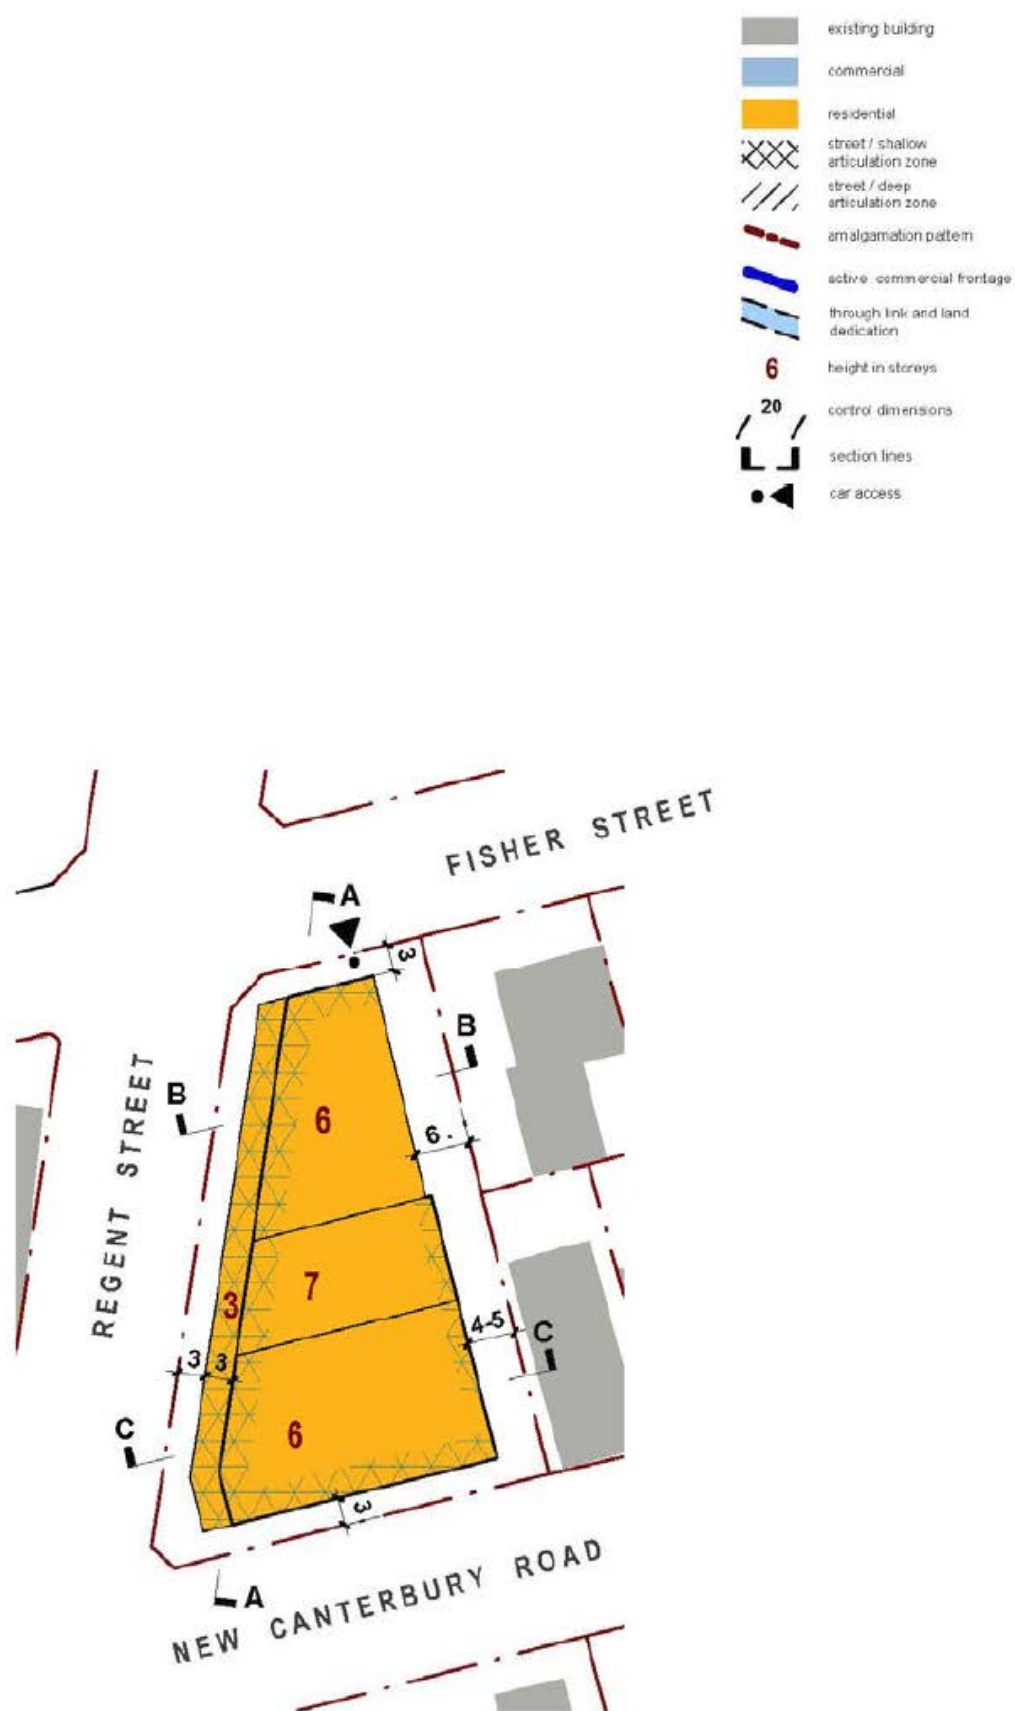 existing building
commercial
residential
street / shallow
articulation zone
street / deep
articulation zone
amalgamation pattern
active commercial frontage
through link and land
dedication
6
height in storeys
20
control dimensions
section lines
car access
FISHER STREET
A
3
B
B
REGENT STREET
6
6
7
3
4-5
C
3
3
C
6
3
A
NEW CANTERBURY ROAD